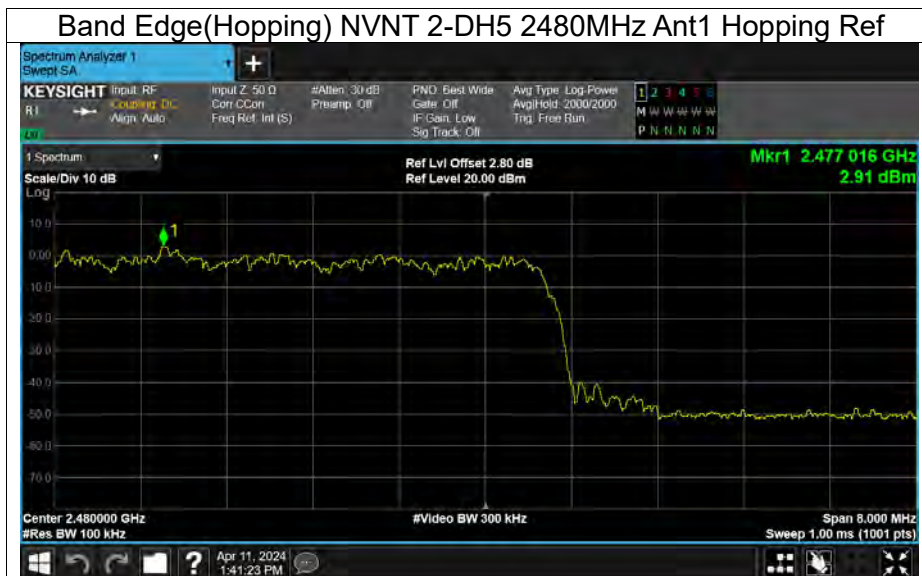 Band Edge(Hopping) NVNT 2-DH5 2480MHz Ant1 Hopping Ref
Spectrum Analyzer 1
Swept SA
+
KEYSIGHT Input: RF Input Z: 50 Ω #Atten: 30 dB PNO: Best Wide Avg Type: Log-Power 1 2 3 4 5 6
Coupling: DC Corr CCorr Preamp: Off Gate: Off Avg|Hold: 2000/2000 M W W W W W
Align: Auto Freq Ref: Int (S) IF Gain: Low Trig: Free Run
Sig Track: Off P N N N N N
1 Spectrum Ref Lvl Offset 2.80 dB Mkr1 2.477 016 GHz
Scale/Div 10 dB Ref Level 20.00 dBm 2.91 dBm
Log
10.0
1
0.00
-10.0
-20.0
-30.0
-40.0
-50.0
-60.0
-70.0
Center 2.480000 GHz #Video BW 300 kHz Span 8.000 MHz
#Res BW 100 kHz Sweep 1.00 ms (1001 pts)
? Apr 11, 2024
1:41:23 PM